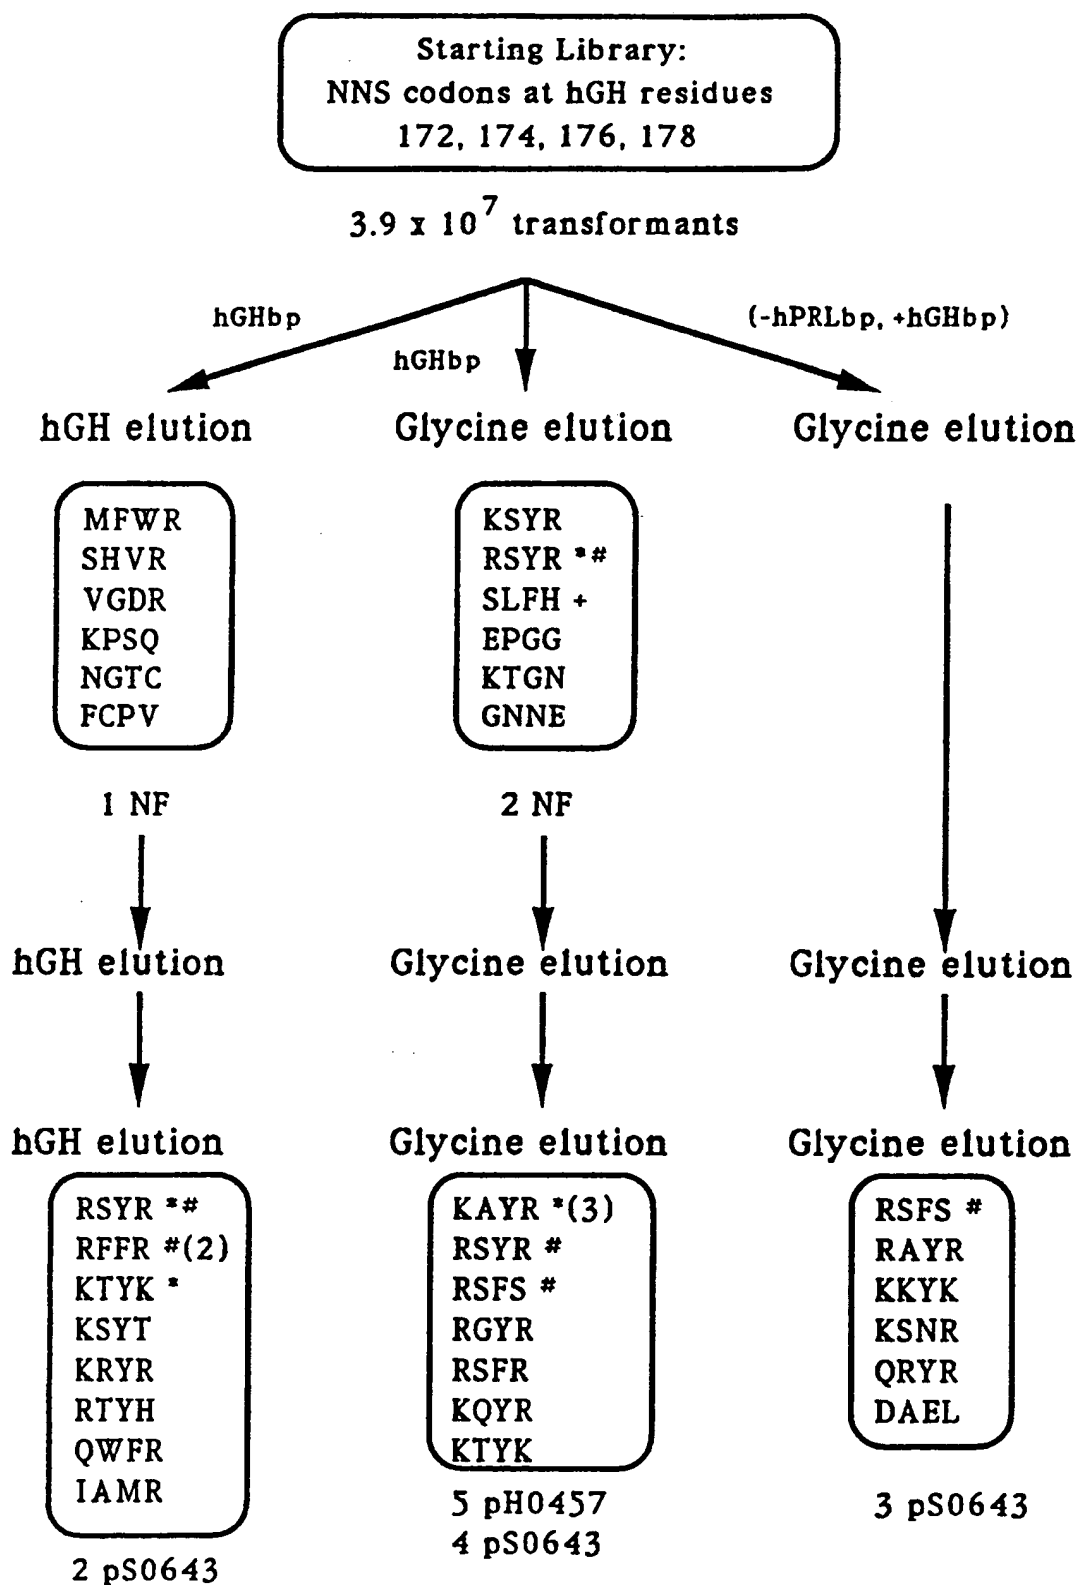 Starting Library:
NNS codons at hGH residues
172, 174, 176, 178
3.9 x 10^7 transformants
hGHbp
hGHbp
(-hPRLbp, +hGHbp)
hGH elution
Glycine elution
Glycine elution
MFWR
SHVR
VGDR
KPSQ
NGTC
FCPV
1 NF
KSYR
RSYR *#
SLFH +
EPGG
KTGN
GNNE
2 NF
hGH elution
Glycine elution
Glycine elution
hGH elution
Glycine elution
Glycine elution
RSYR *#
RFFR #(2)
KTYK *
KSYT
KRYR
RTYH
QWFR
IAMR
2 pS0643
KAYR *(3)
RSYR #
RSFS #
RGYR
RSFR
KQYR
KTYK
5 pH0457
4 pS0643
RSFS #
RAYR
KKYK
KSNR
QRYR
DAEL
3 pS0643